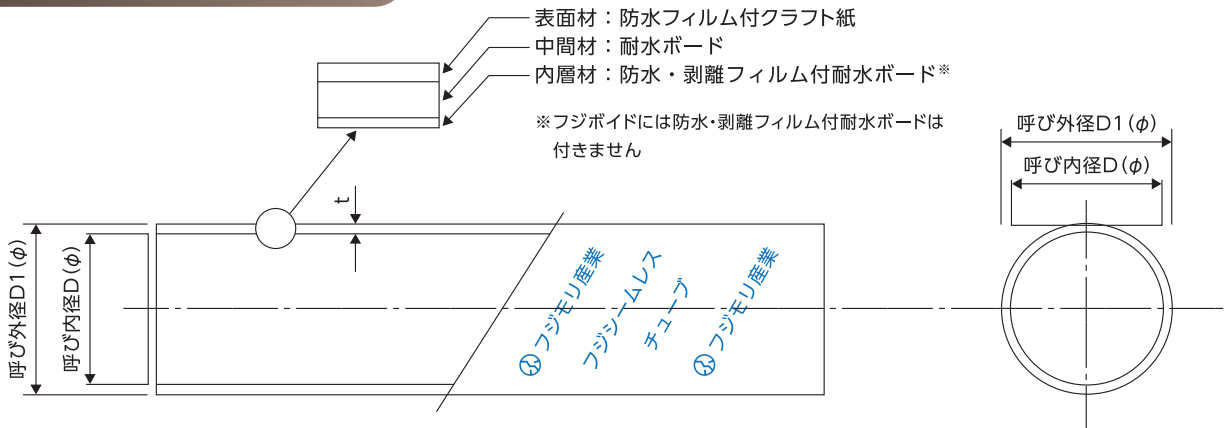 表面材：防水フィルム付クラフト紙
中間材：耐水ボード
内層材：防水・剥離フィルム付耐水ボード※
※フジボイドには防水・剥離フィルム付耐水ボードは
付きません
呼び外径D1(φ)
呼び内径D(φ)
t
呼び外径D1(φ)
呼び内径D(φ)
フジモリ産業
フジシームレス
チューブ
フジモリ産業